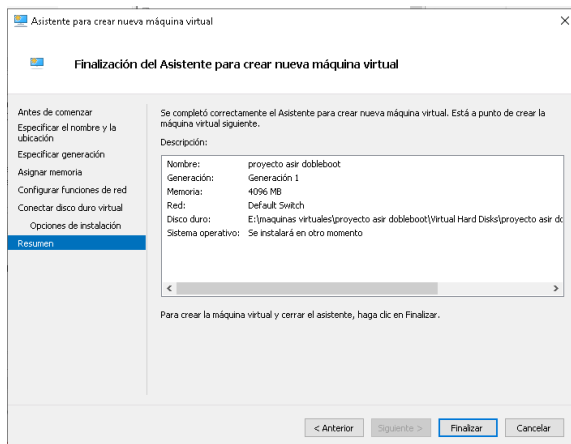 Asistente para crear nueva máquina virtual
Finalización del Asistente para crear nueva máquina virtual
Antes de comenzar
Especificar el nombre y la
ubicación
Especificar generación
Asignar memoria
Configurar funciones de red
Conectar disco duro virtual
Opciones de instalación
Resumen
Se completó correctamente el Asistente para crear nueva máquina virtual. Está a punto de crear la
máquina virtual siguiente.
Descripción:
Nombre: proyecto asir dobleboot
Generación: Generación 1
Memoria: 4096 MB
Red: Default Switch
Disco duro: E:\maquinas virtuales\proyecto asir dobleboot\Virtual Hard Disks\proyecto asir do
Sistema operativo: Se instalará en otro momento
Para crear la máquina virtual y cerrar el asistente, haga clic en Finalizar.
< Anterior Siguiente > Finalizar Cancelar